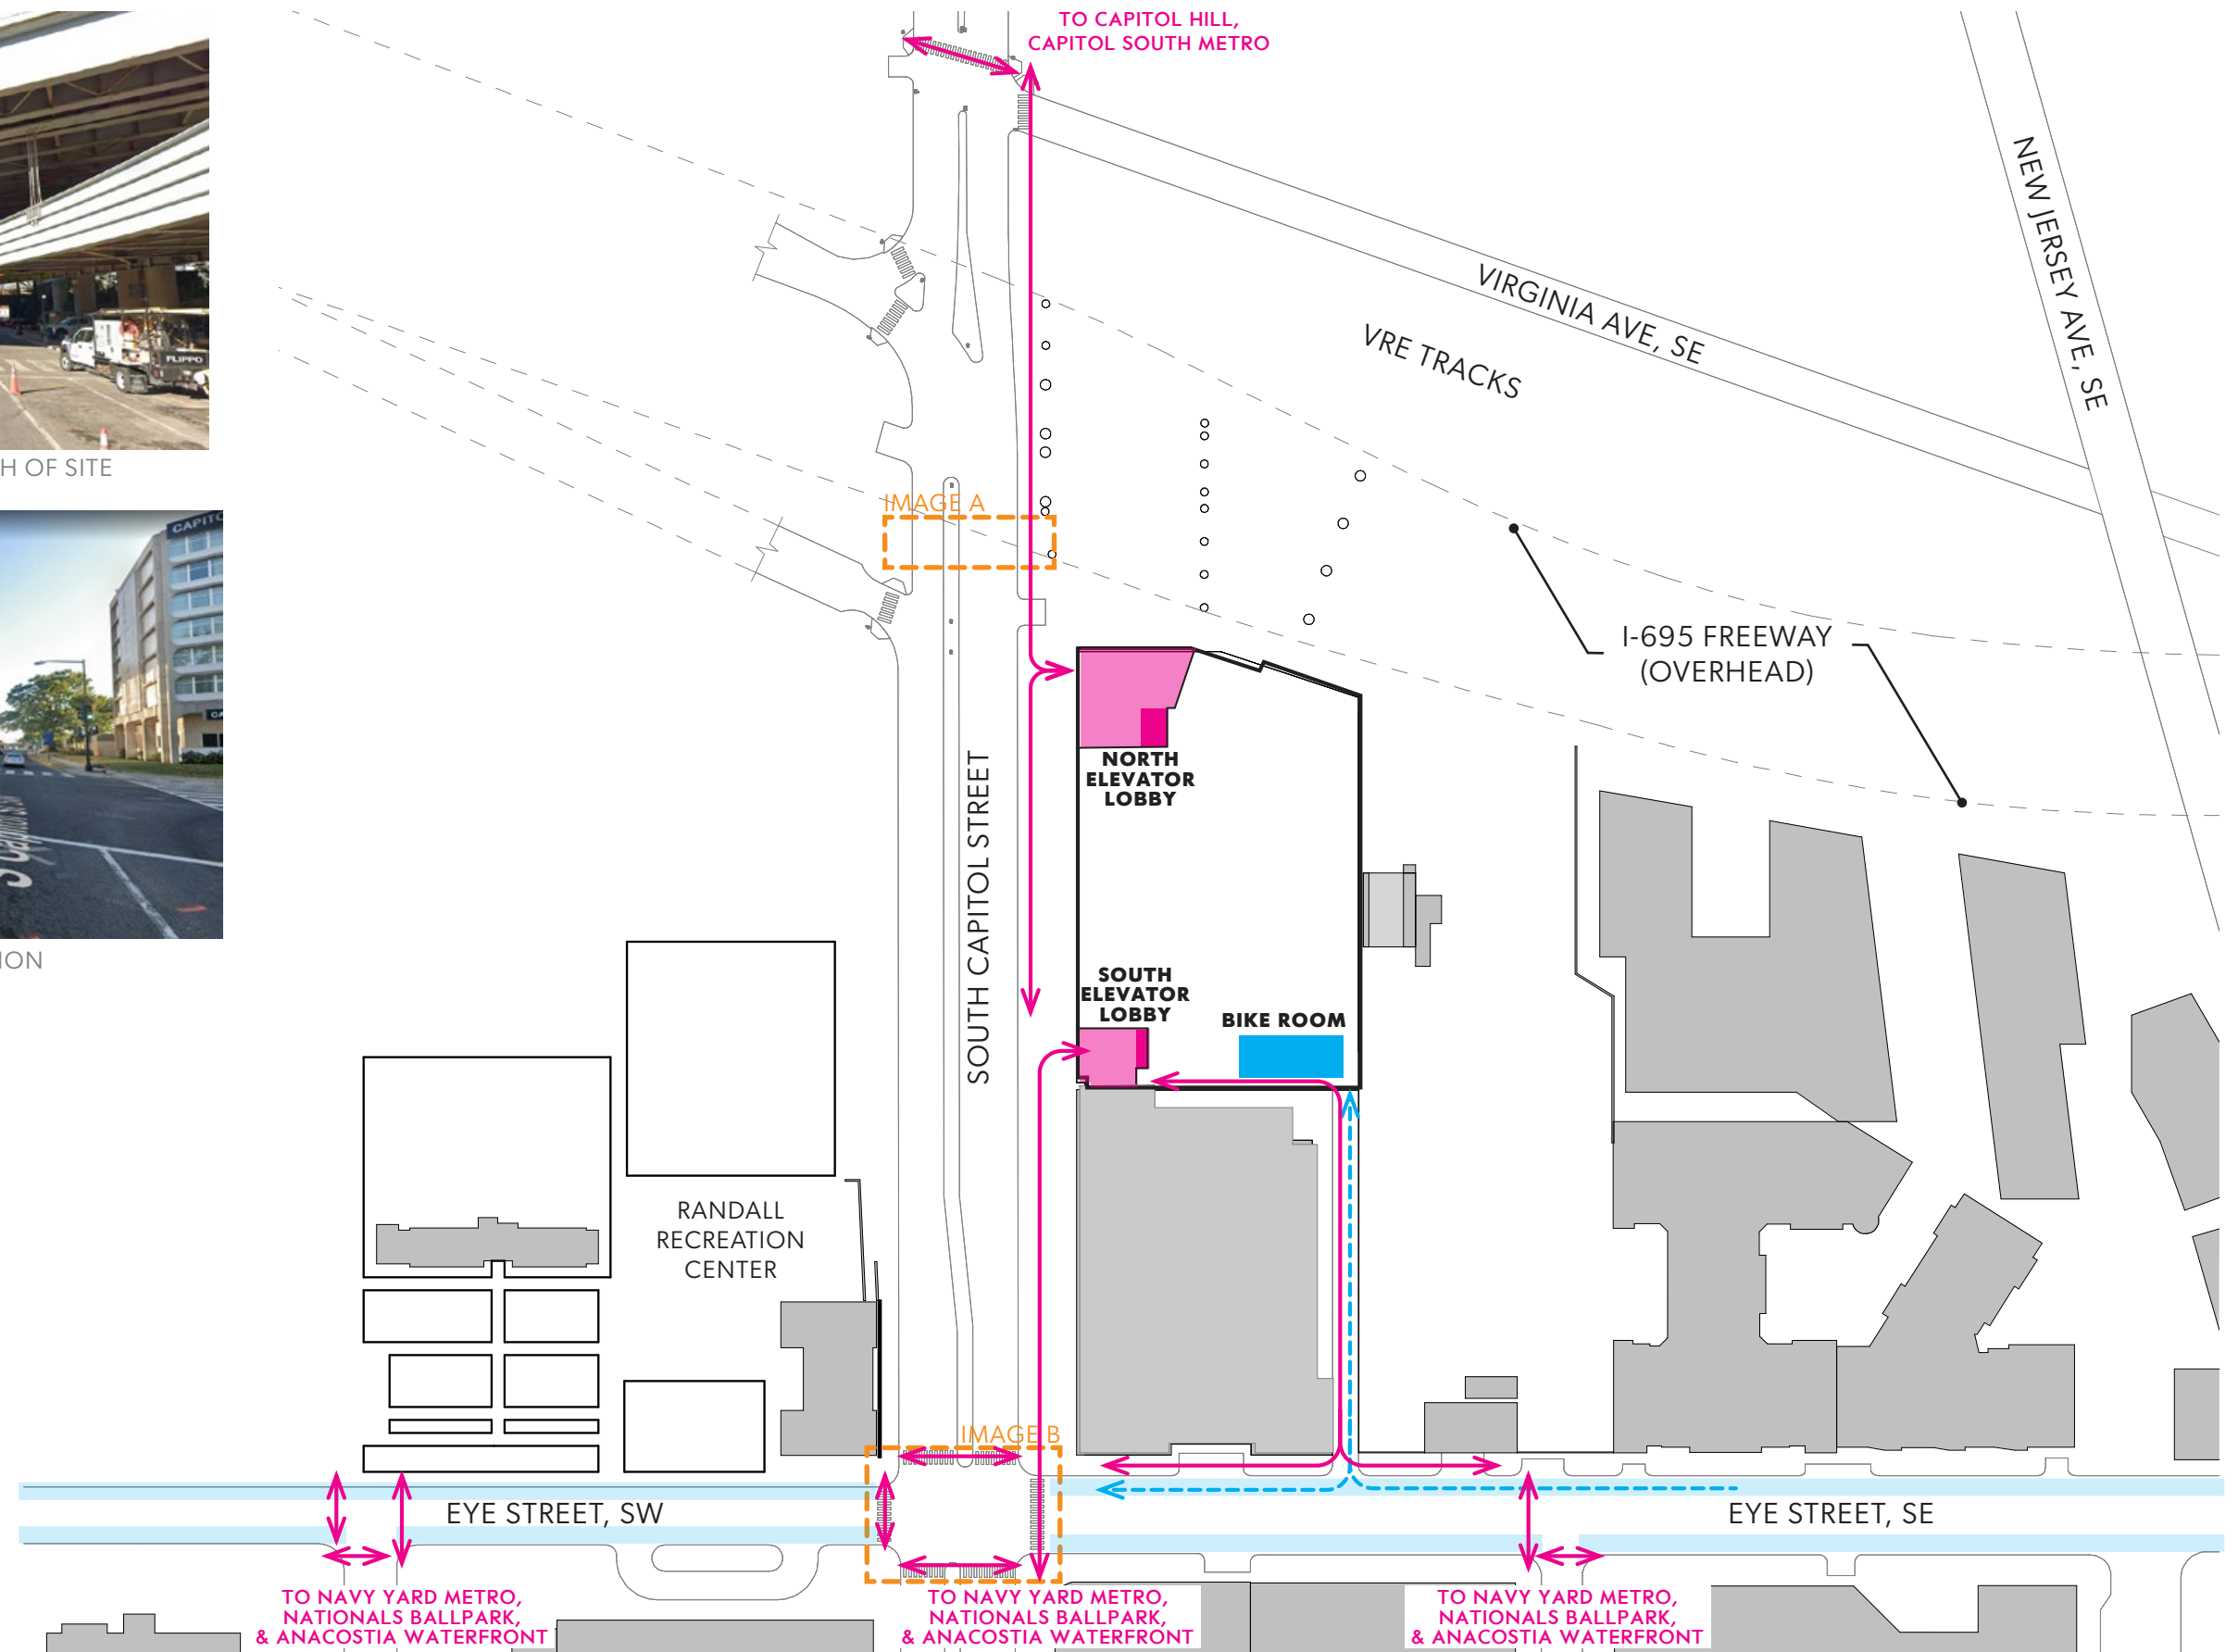 TO CAPITOL HILL,
CAPITOL SOUTH METRO
NEW JERSEY AVE, SE
VIRGINIA AVE, SE
VRE TRACKS
FLIPPO
H OF SITE
IMAGE A
I-695 FREEWAY
(OVERHEAD)
SOUTH CAPITOL STREET
NORTH
ELEVATOR
LOBBY
ION
SOUTH
ELEVATOR
LOBBY
BIKE ROOM
RANDALL
RECREATION
CENTER
IMAGE B
EYE STREET, SW
EYE STREET, SE
TO NAVY YARD METRO,
NATIONALS BALLPARK,
& ANACOSTIA WATERFRONT
TO NAVY YARD METRO,
NATIONALS BALLPARK,
& ANACOSTIA WATERFRONT
TO NAVY YARD METRO,
NATIONALS BALLPARK,
& ANACOSTIA WATERFRONT